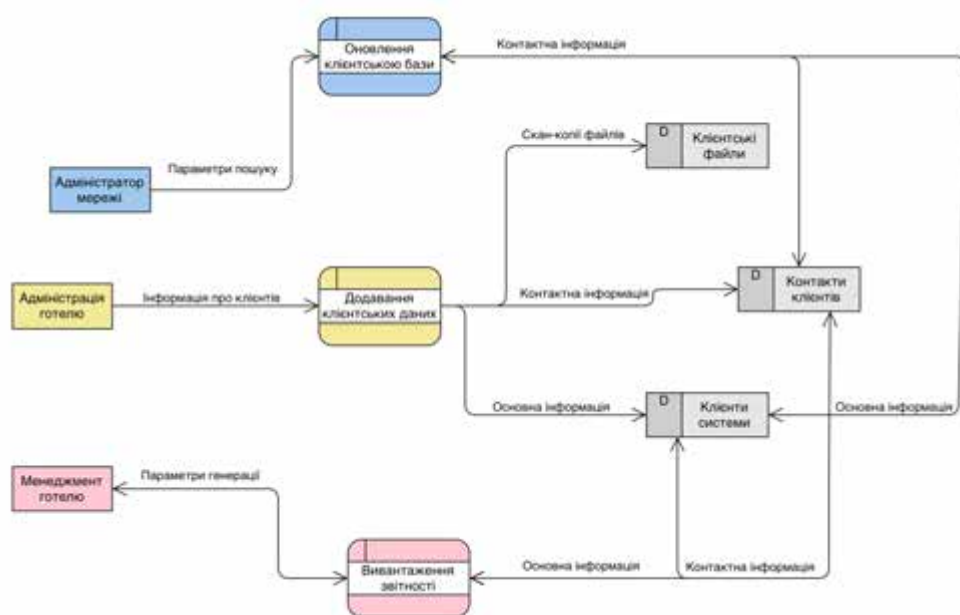 Оновлення
клієнтською бази
Контактна інформація
Скан-копії файлів
D
Клієнтські
файли
Параметри пошуку
Адміністратор
мережі
Адміністрація
готелю
Інформація про клієнтів
Додавання
клієнтських даних
Контактна інформація
D
Контакти
клієнтів
Основна інформація
D
Клієнти
системи
Основна інформація
Менеджмент
готелю
Параметри генерації
Вивантаження
звітності
Основна інформація
Контактна інформація